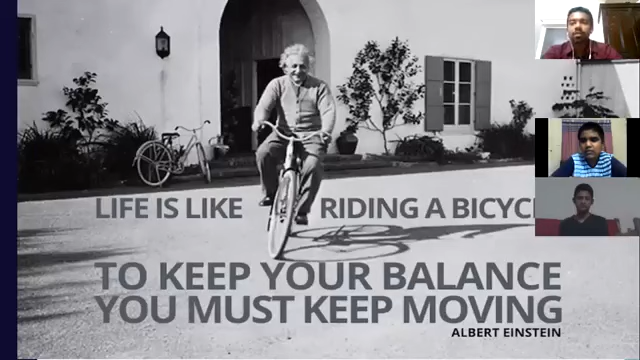 LIFE IS LIKE RIDING A BICYC
TO KEEP YOUR BALANCE
YOU MUST KEEP MOVING
ALBERT EINSTEIN